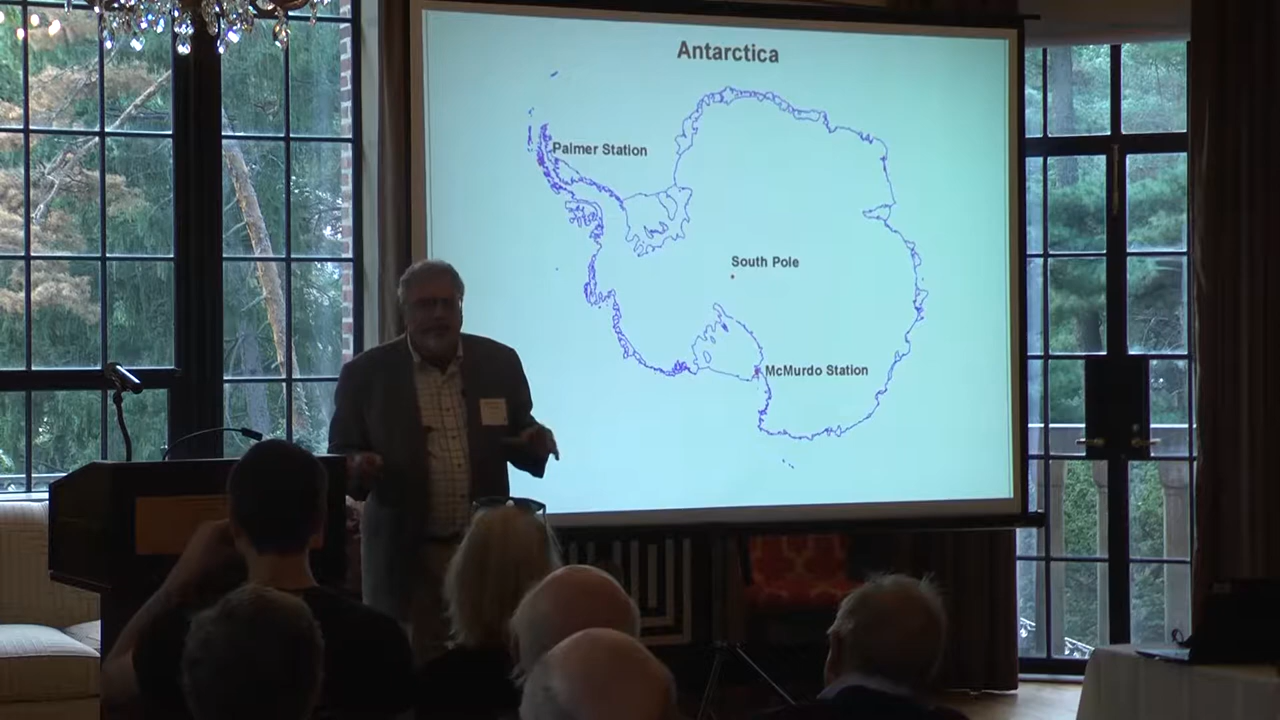 Antarctica
Palmer Station
South Pole
McMurdo Station